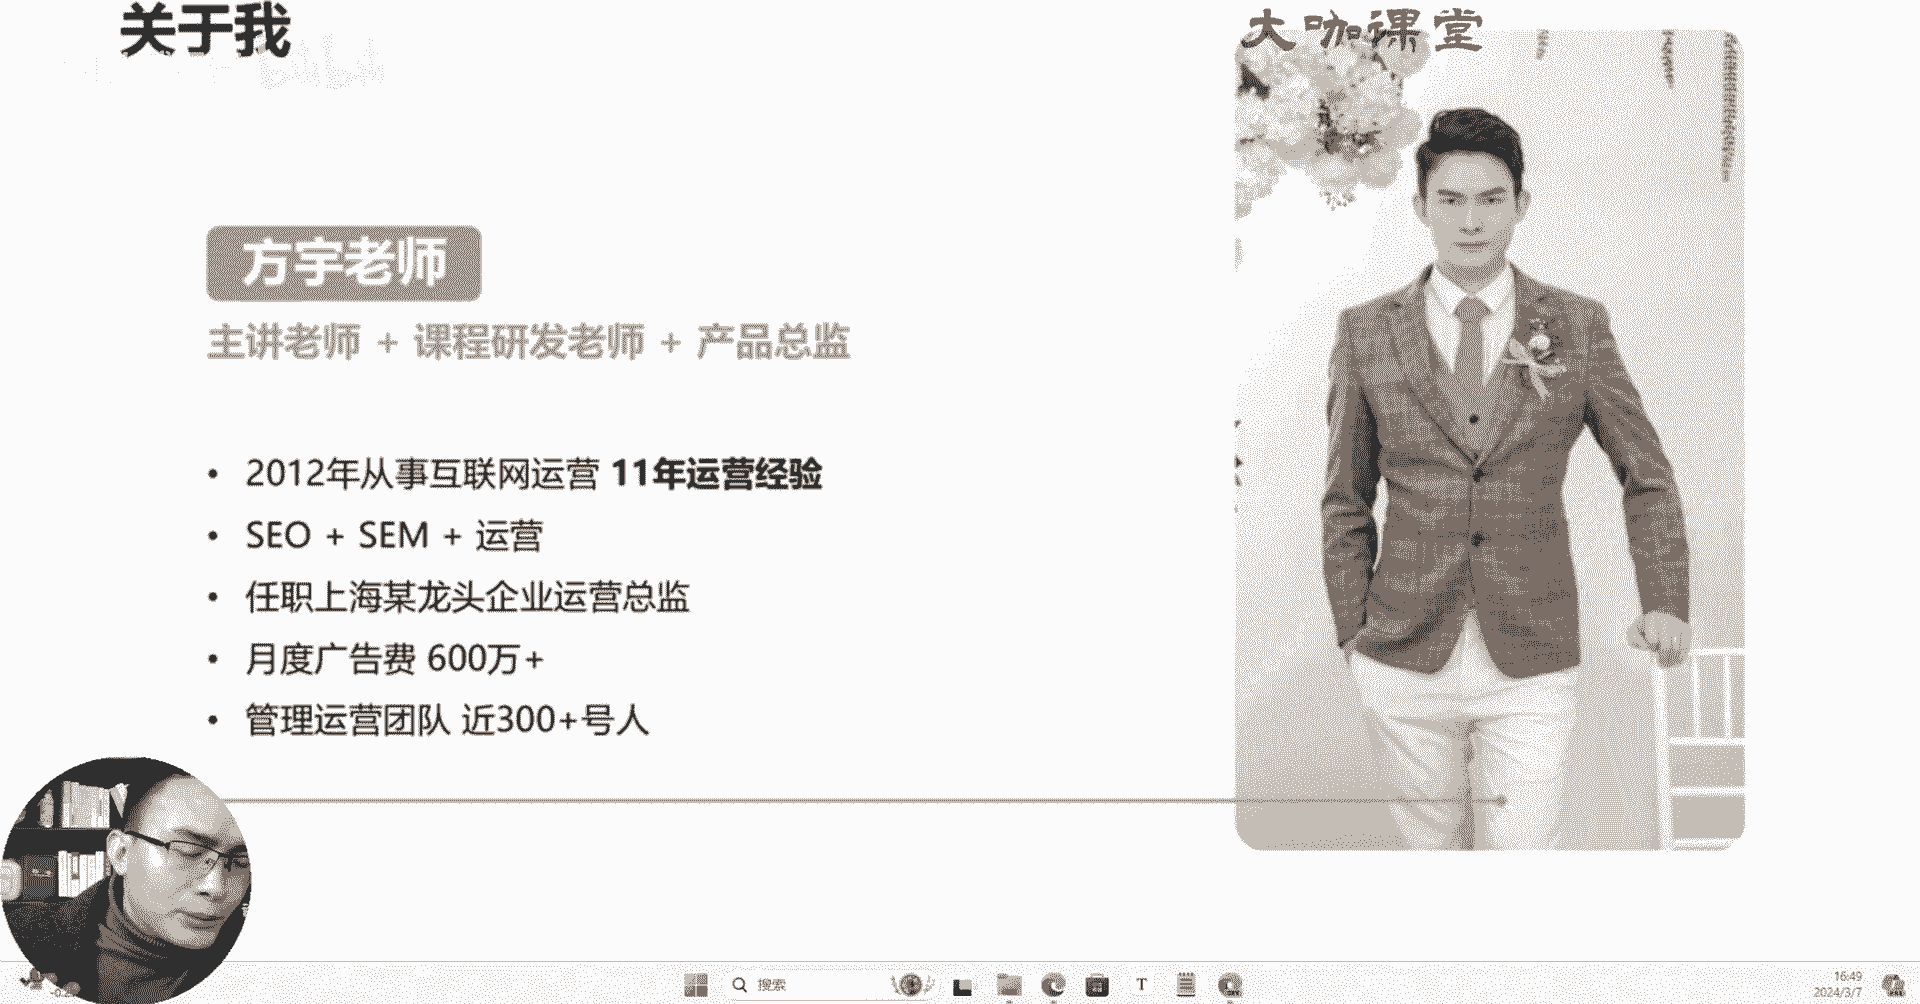 关于我
大咖课堂
bilibili
方宇老师
主讲老师 + 课程研发老师 + 产品总监
• 2012年从事互联网运营 11年运营经验
• SEO + SEM + 运营
• 任职上海某龙头企业运营总监
• 月度广告费 600万+
• 管理运营团队 近300+号人
搜索
16:49
2024/3/7